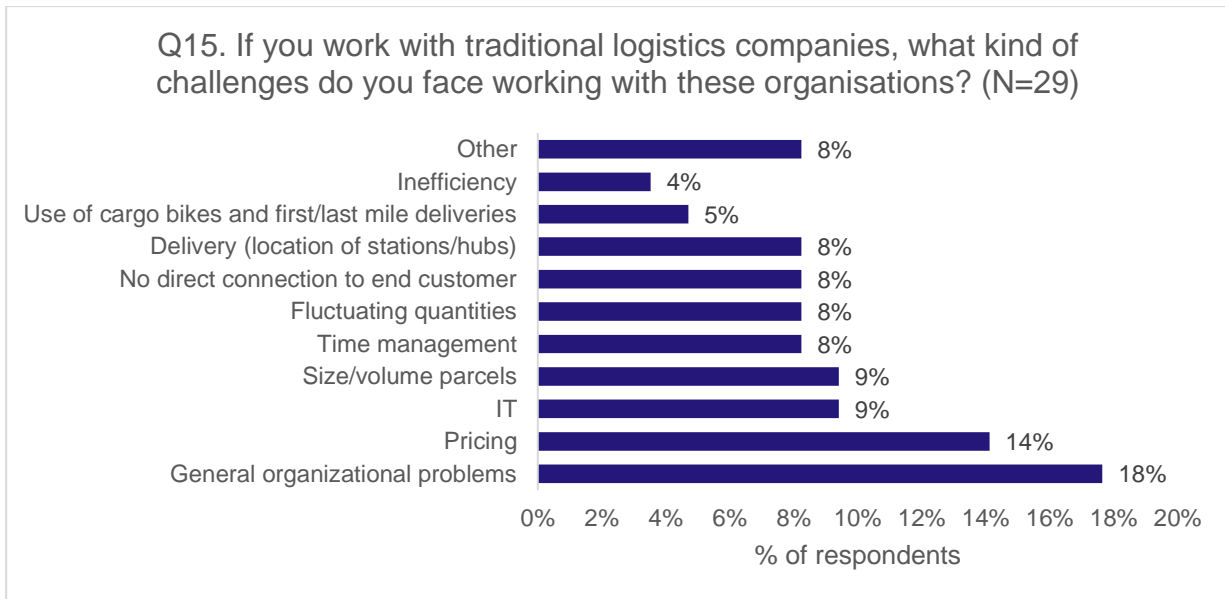 Q15. If you work with traditional logistics companies, what kind of
challenges do you face working with these organisations? (N=29)
Other 8%
Inefficiency 4%
Use of cargo bikes and first/last mile deliveries 5%
Delivery (location of stations/hubs) 8%
No direct connection to end customer 8%
Fluctuating quantities 8%
Time management 8%
Size/volume parcels 9%
IT 9%
Pricing 14%
General organizational problems 18%
0% 2% 4% 6% 8% 10% 12% 14% 16% 18% 20%
% of respondents